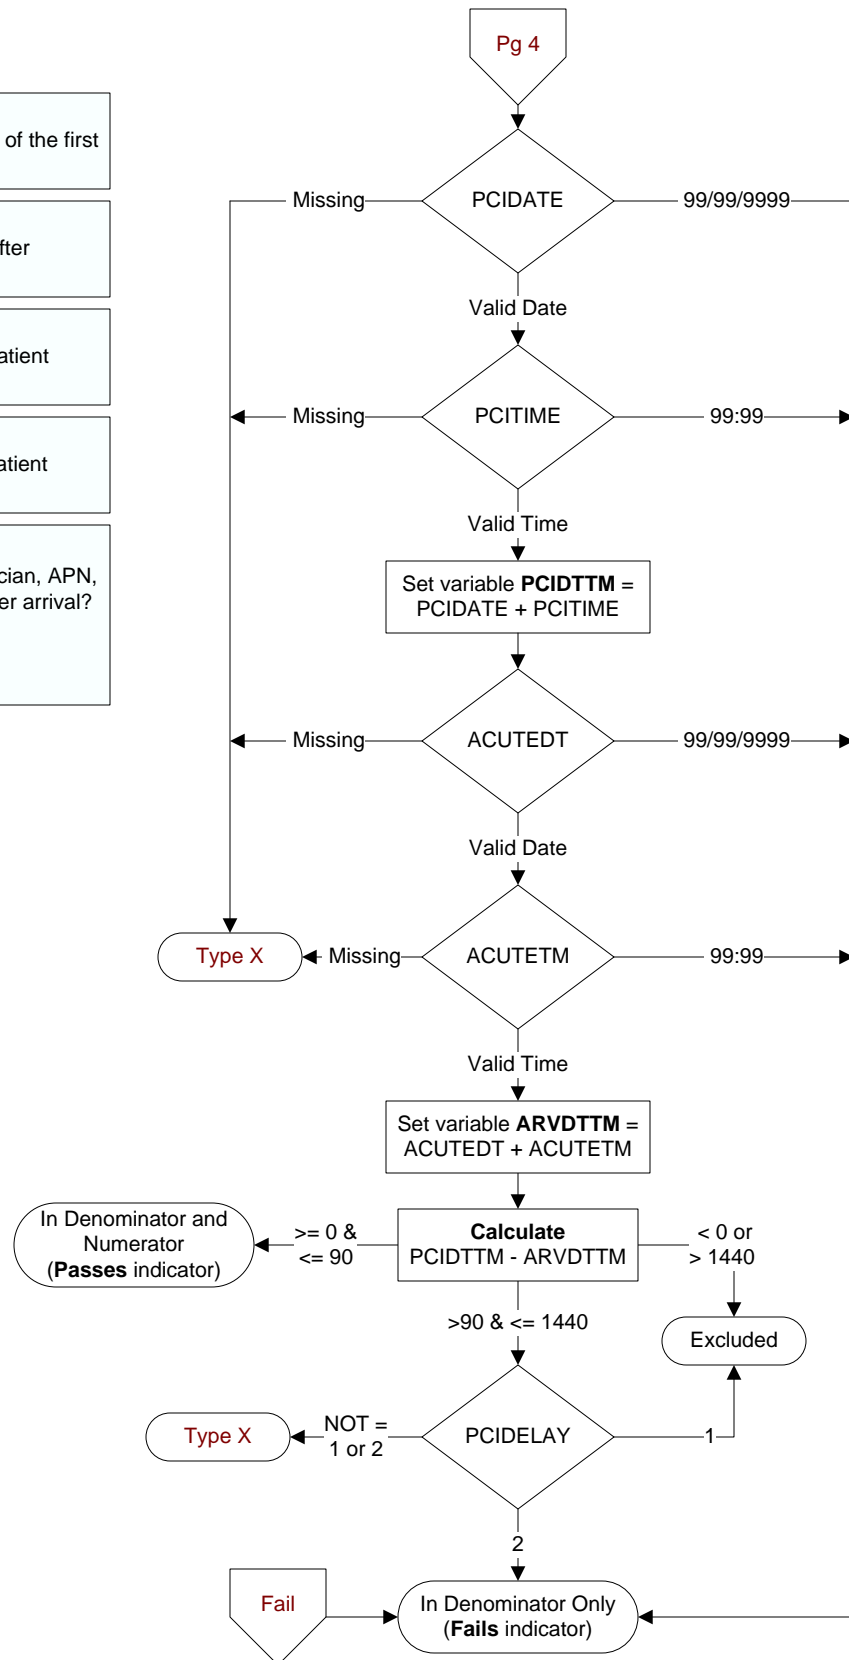 Pg 4
of the first
fter
atient
atient
cian, APN,
er arrival?
Missing
PCIDATE
99/99/9999
Valid Date
Missing
PCITIME
99:99
Valid Time
Set variable PCIDTTM =
PCIDATE + PCITIME
Missing
ACUTEDT
99/99/9999
Valid Date
Type X
Missing
ACUTETM
99:99
Valid Time
Set variable ARVDTTM =
ACUTEDT + ACUTETM
In Denominator and
Numerator
(Passes indicator)
>= 0 &
<= 90
Calculate
PCIDTTM - ARVDTTM
< 0 or
> 1440
>90 & <= 1440
Excluded
Type X
NOT =
1 or 2
PCIDELAY
1
2
Fail
In Denominator Only
(Fails indicator)